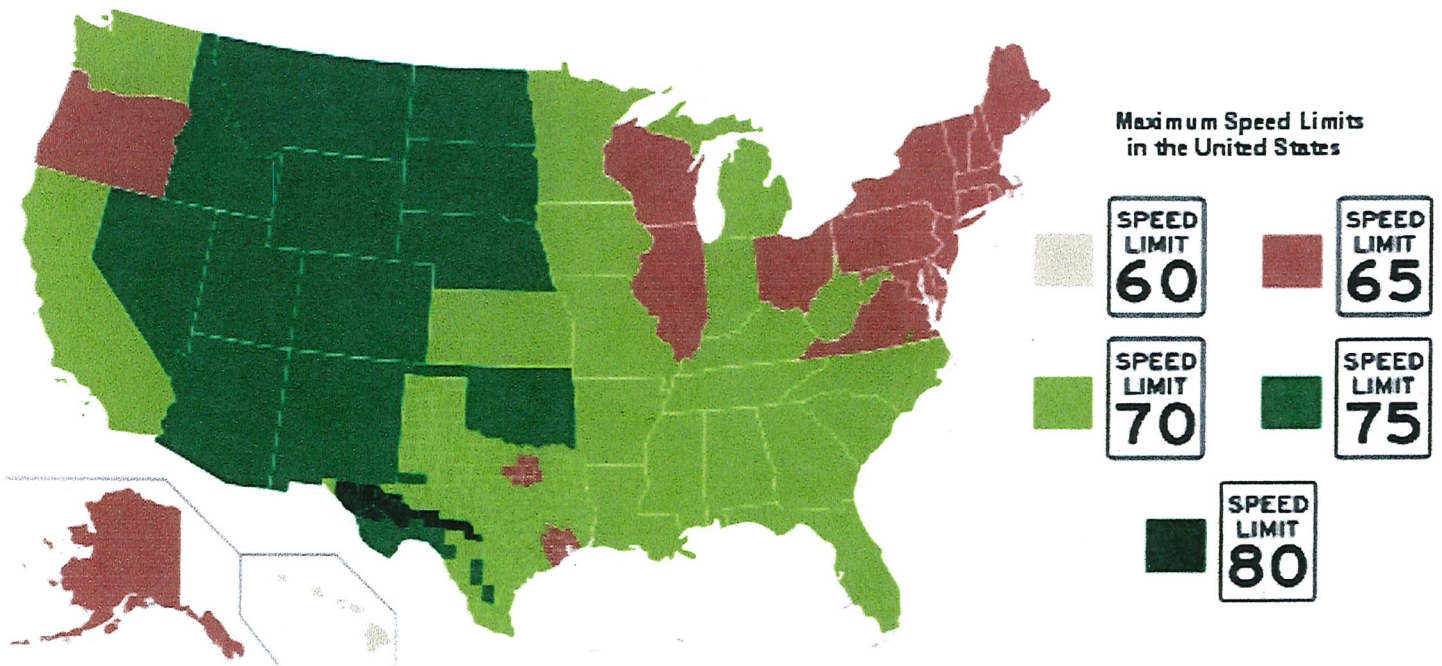 Maximum Speed Limits
in the United States
SPEED
LIMIT
60
SPEED
LIMIT
65
SPEED
LIMIT
70
SPEED
LIMIT
75
SPEED
LIMIT
80